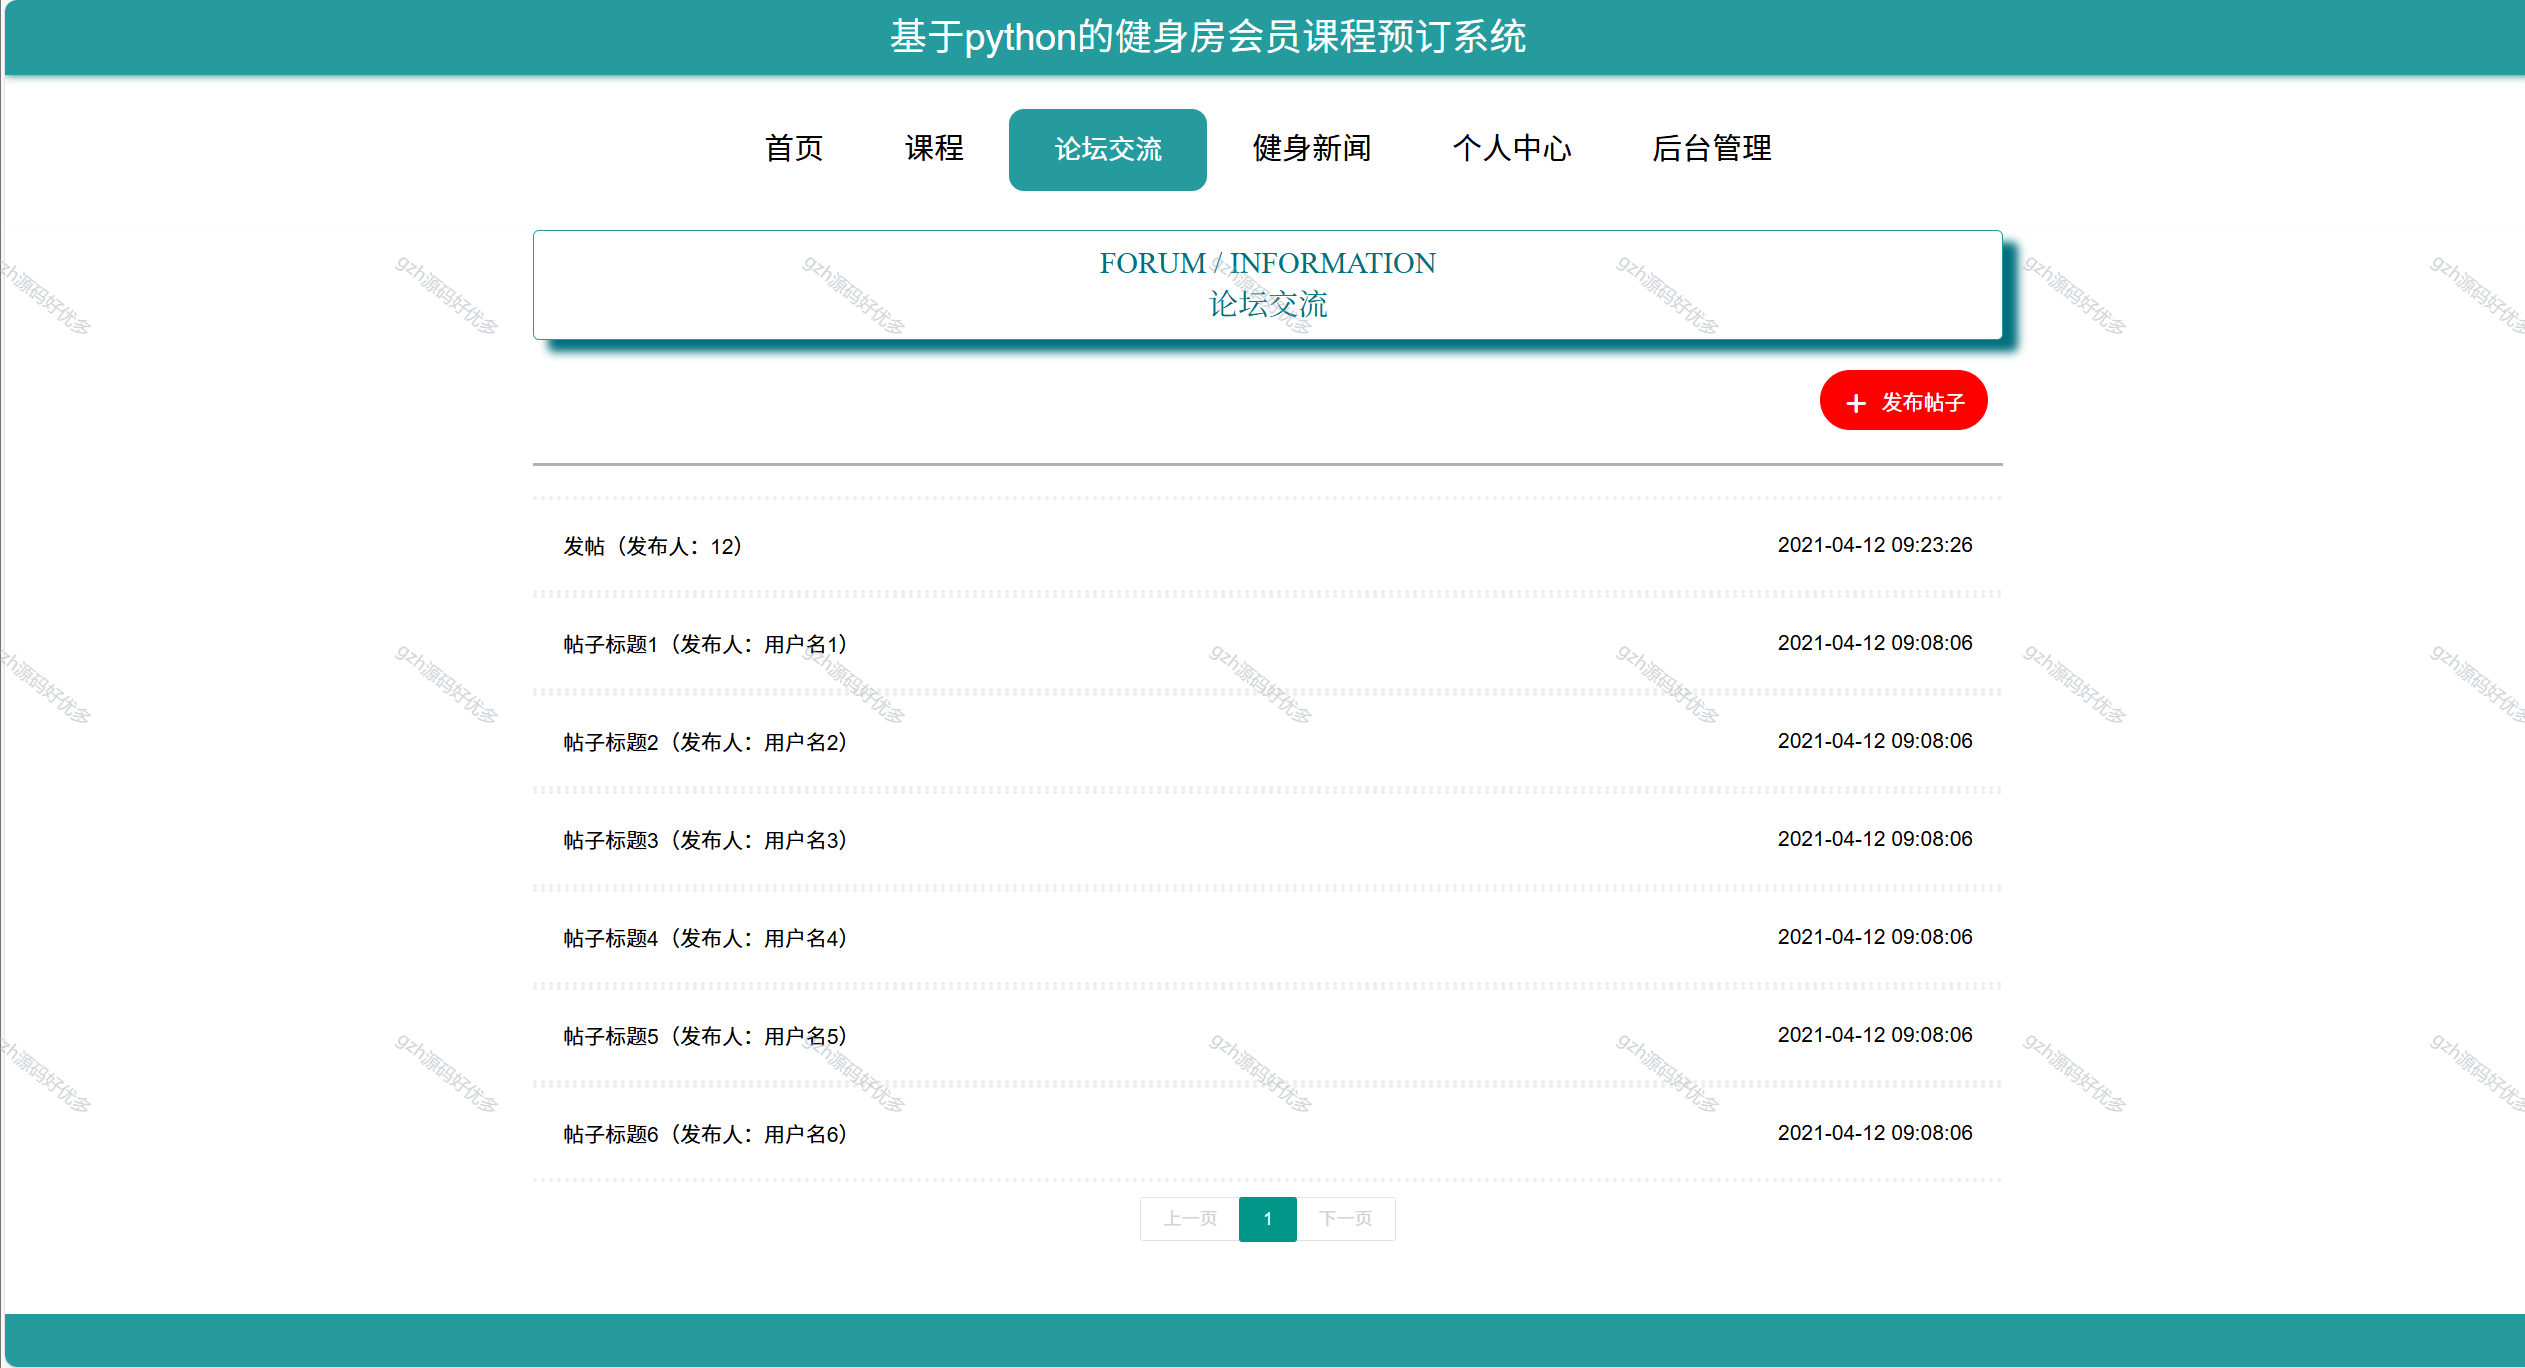 基于python的健身房会员课程预订系统
首页 课程 论坛交流 健身新闻 个人中心 后台管理
FORUM / INFORMATION
论坛交流
+ 发布帖子
发帖（发布人：12） 2021-04-12 09:23:26
帖子标题1（发布人：用户名1） 2021-04-12 09:08:06
帖子标题2（发布人：用户名2） 2021-04-12 09:08:06
帖子标题3（发布人：用户名3） 2021-04-12 09:08:06
帖子标题4（发布人：用户名4） 2021-04-12 09:08:06
帖子标题5（发布人：用户名5） 2021-04-12 09:08:06
帖子标题6（发布人：用户名6） 2021-04-12 09:08:06
上一页 1 下一页
gzh源码好优多